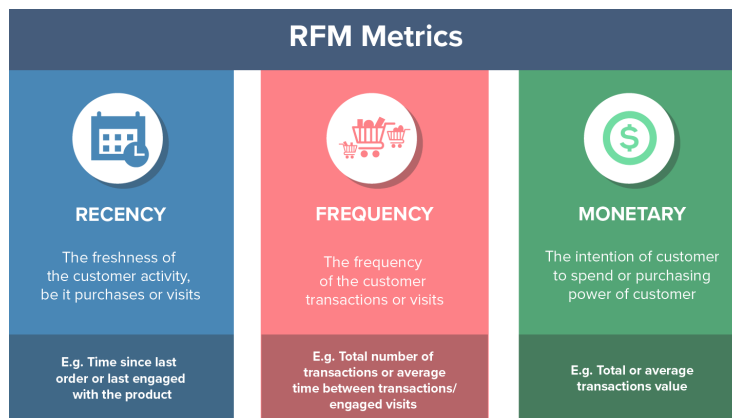 RFM Metrics
RECENCY
The freshness of
the customer activity,
be it purchases or visits
E.g. Time since last
order or last engaged
with the product
FREQUENCY
The frequency
of the customer
transactions or visits
E.g. Total number of
transactions or average
time between transactions/
engaged visits
MONETARY
The intention of customer
to spend or purchasing
power of customer
E.g. Total or average
transactions value